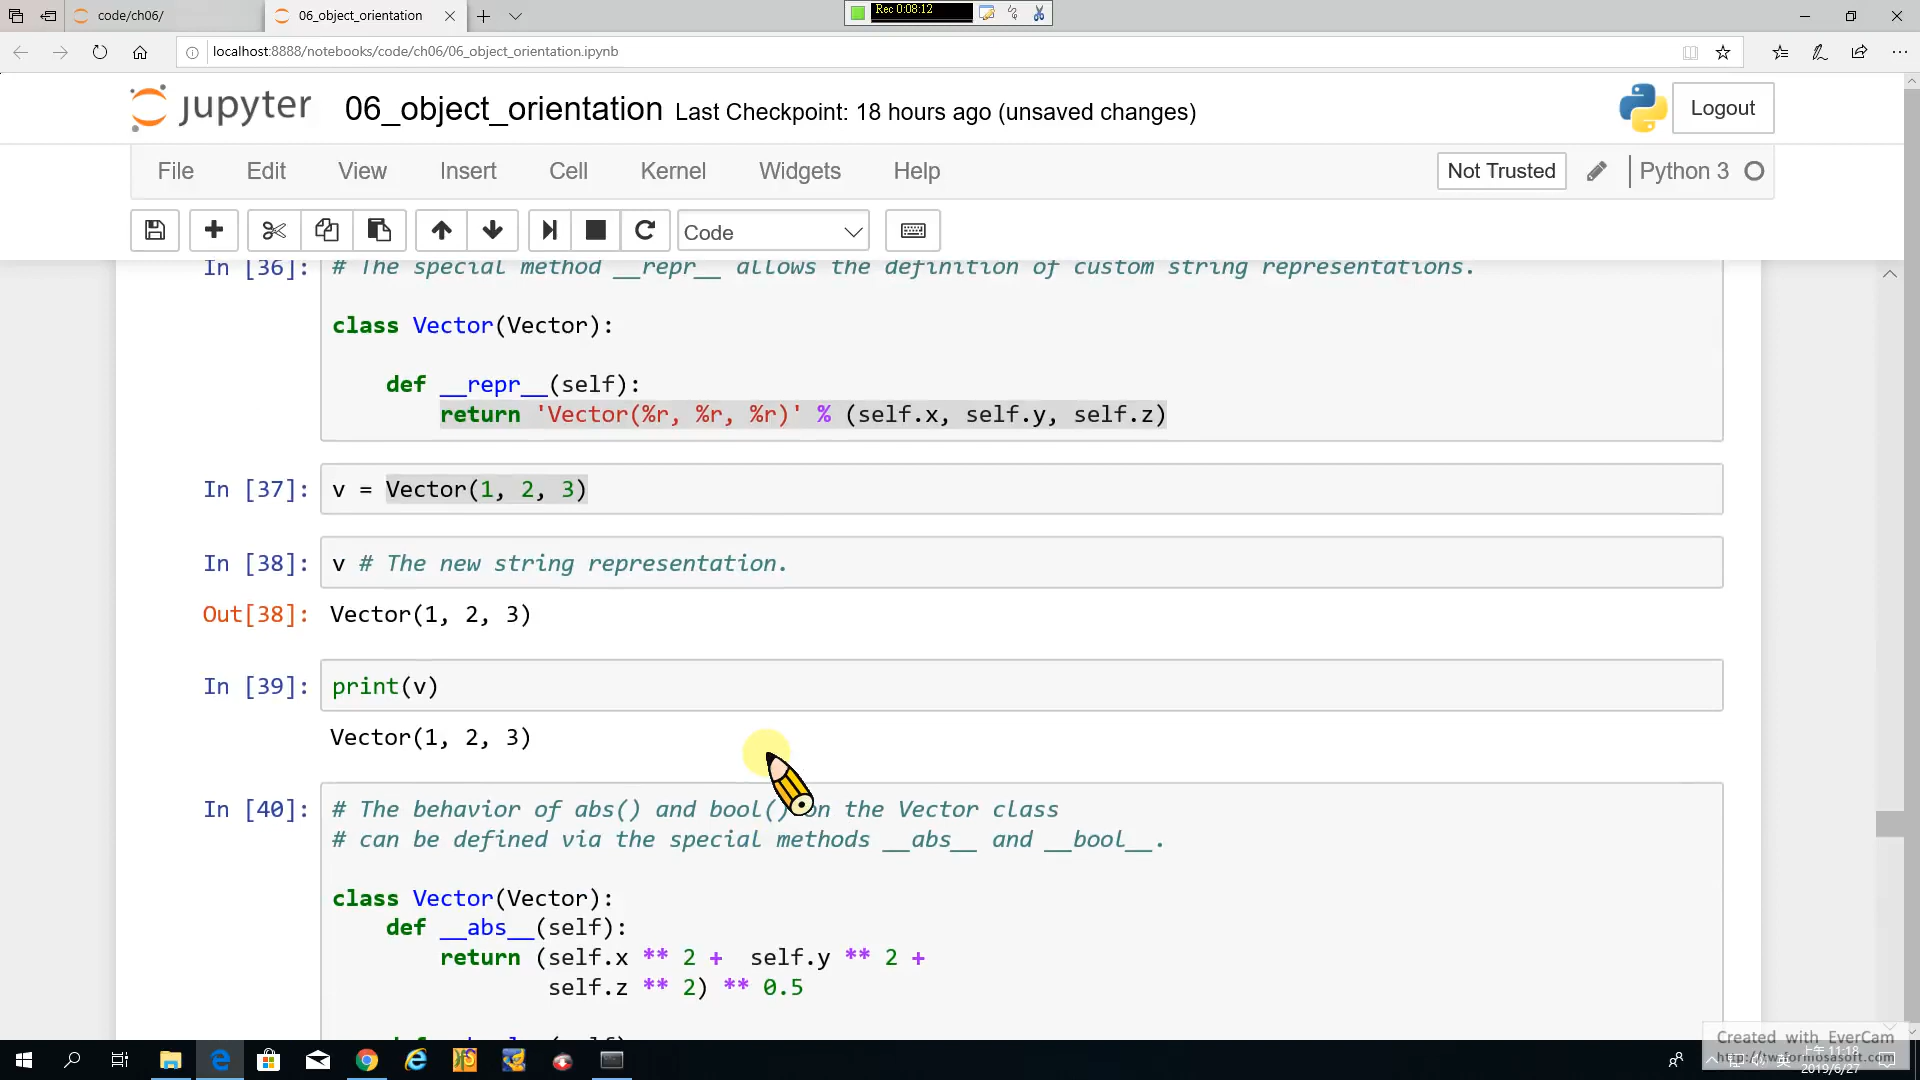 code/ch06/
06_object_orientation
Rec 0:08:12
localhost:8888/notebooks/code/ch06/06_object_orientation.ipynb
jupyter 06_object_orientation Last Checkpoint: 18 hours ago (unsaved changes)
Logout
File Edit View Insert Cell Kernel Widgets Help
Not Trusted
Python 3
Code
In [36]: # The special method __repr__ allows the definition of custom string representations.
class Vector(Vector):
def __repr__(self):
return 'Vector(%r, %r, %r)' % (self.x, self.y, self.z)
In [37]: v = Vector(1, 2, 3)
In [38]: v # The new string representation.
Out[38]: Vector(1, 2, 3)
In [39]: print(v)
Vector(1, 2, 3)
In [40]: # The behavior of abs() and bool() on the Vector class
# can be defined via the special methods __abs__ and __bool__.
class Vector(Vector):
def __abs__(self):
return (self.x ** 2 + self.y ** 2 +
self.z ** 2) ** 0.5
Created with EverCam
http://tw.formosasoft.com
上午 11:18
2019/6/27